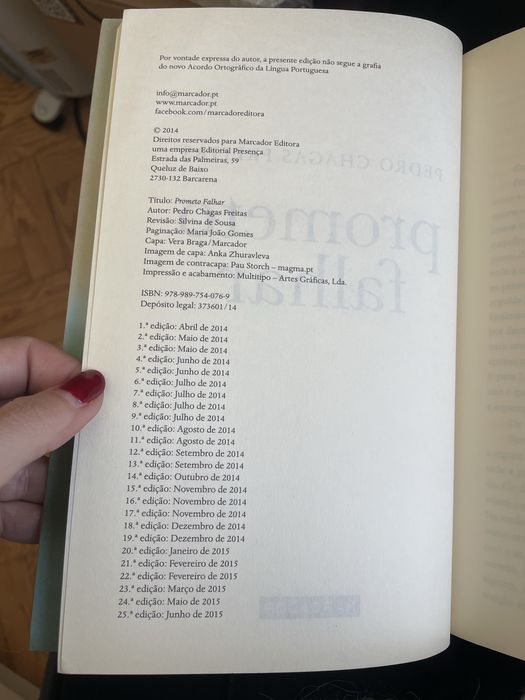 Por vontade expressa do autor, a presente edição não segue a grafia
do novo Acordo Ortográfico da Língua Portuguesa
info@marcador.pt
www.marcador.pt
facebook.com/marcadoreditora
© 2014
Direitos reservados para Marcador Editora
uma empresa Editorial Presença
Estrada das Palmeiras, 59
Queluz de Baixo
2730-132 Barcarena
Título: Prometo Falhar
Autor: Pedro Chagas Freitas
Revisão: Silvina de Sousa
Paginação: Maria João Gomes
Capa: Vera Braga/Marcador
Imagem de capa: Anka Zhuravleva
Imagem de contracapa: Pau Storch – magma.pt
Impressão e acabamento: Multitipo – Artes Gráficas, Lda.
ISBN: 978-989-754-076-9
Depósito legal: 373601/14
1.ª edição: Abril de 2014
2.ª edição: Maio de 2014
3.ª edição: Maio de 2014
4.ª edição: Junho de 2014
5.ª edição: Junho de 2014
6.ª edição: Julho de 2014
7.ª edição: Julho de 2014
8.ª edição: Julho de 2014
9.ª edição: Julho de 2014
10.ª edição: Agosto de 2014
11.ª edição: Agosto de 2014
12.ª edição: Setembro de 2014
13.ª edição: Setembro de 2014
14.ª edição: Outubro de 2014
15.ª edição: Novembro de 2014
16.ª edição: Novembro de 2014
17.ª edição: Novembro de 2014
18.ª edição: Dezembro de 2014
19.ª edição: Dezembro de 2014
20.ª edição: Janeiro de 2015
21.ª edição: Fevereiro de 2015
22.ª edição: Fevereiro de 2015
23.ª edição: Março de 2015
24.ª edição: Maio de 2015
25.ª edição: Junho de 2015